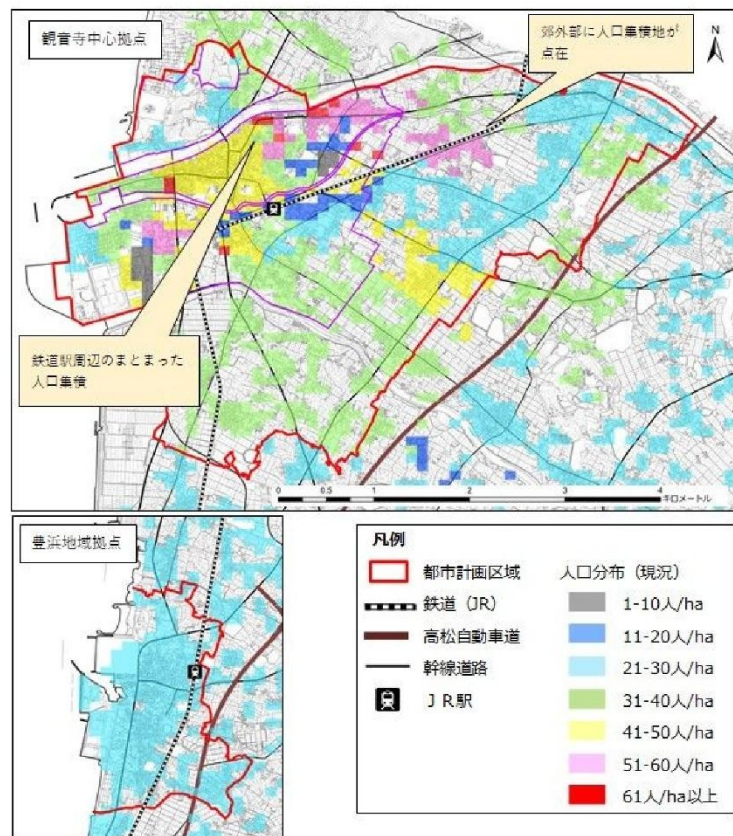 観音寺中心拠点
郊外部に人口集積地が
点在
N
鉄道駅周辺のまとまった
人口集積
0 0.5 1 2 3 4
キロメートル
豊浜地域拠点
凡例
都市計画区域
鉄道（JR）
高松自動車道
幹線道路
ＪＲ駅
人口分布（現況）
1-10人/ha
11-20人/ha
21-30人/ha
31-40人/ha
41-50人/ha
51-60人/ha
61人/ha以上